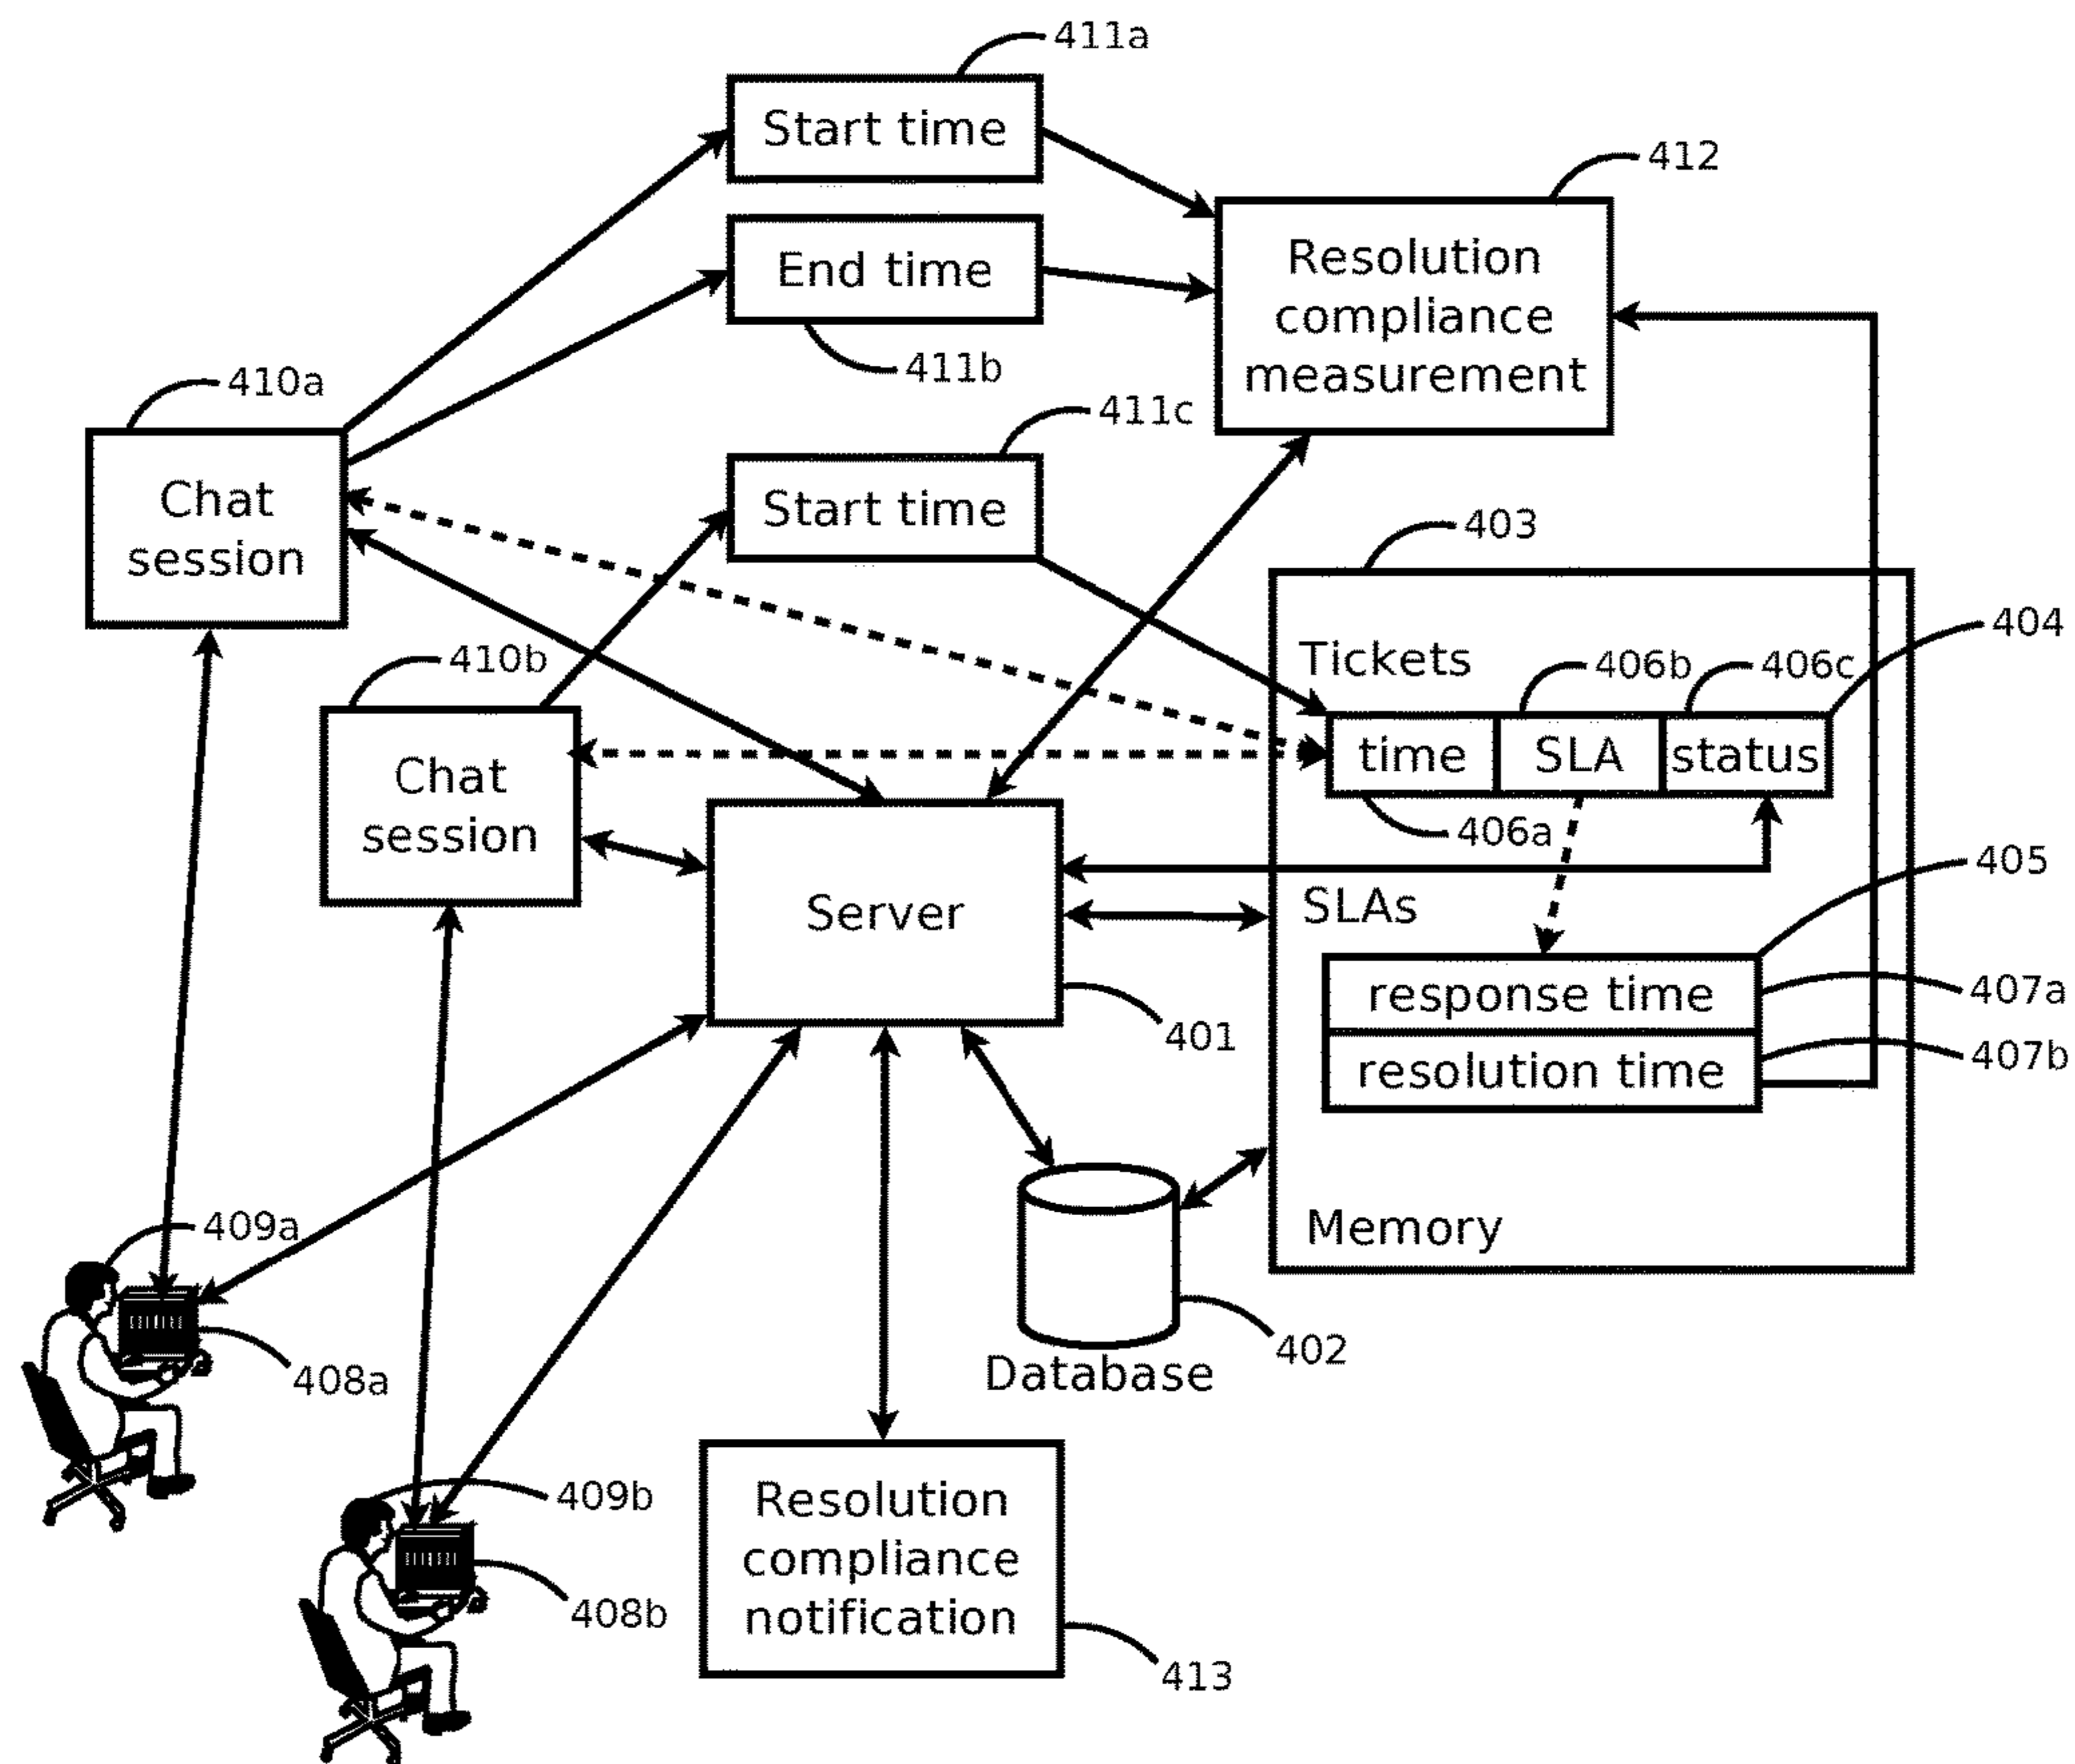 411a
Start time
412
End time
Resolution
compliance
measurement
411b
410a
411c
Chat
session
Start time
403
404
Tickets
406b
406c
410b
time
SLA
status
Chat
session
406a
405
Server
SLAs
response time
407a
401
resolution time
407b
409a
Memory
408a
402
Database
409b
Resolution
compliance
notification
408b
413